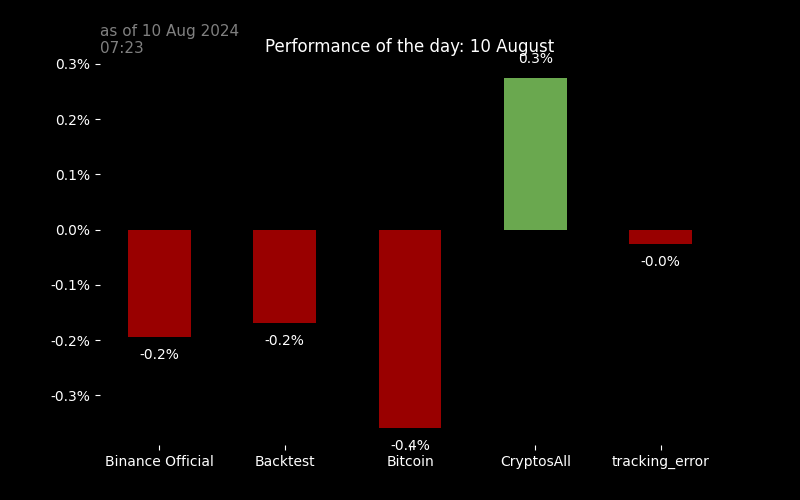 as of 10 Aug 2024
07:23
Performance of the day: 10 August
0.3%
0.3%
0.2%
0.1%
0.0%
-0.1%
-0.2%
-0.3%
-0.2%
-0.2%
-0.4%
-0.0%
Binance Official
Backtest
Bitcoin
CryptosAll
tracking_error